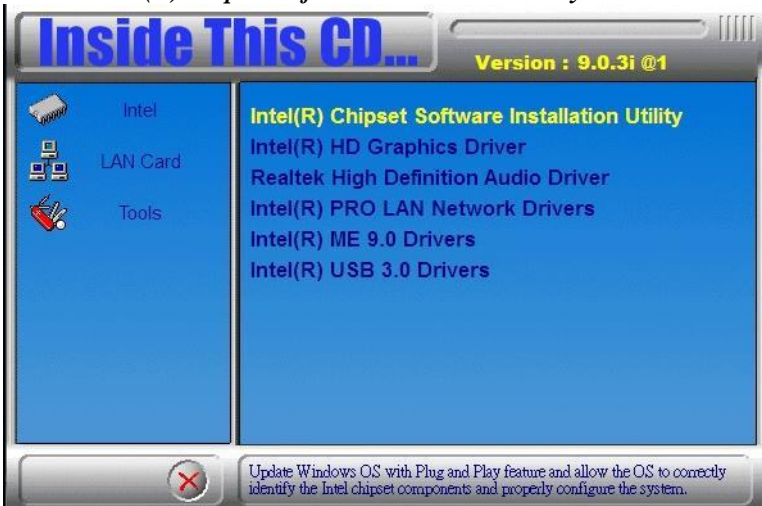 Inside This CD...
Version : 9.0.3i @1
Intel
LAN Card
Tools
Intel(R) Chipset Software Installation Utility
Intel(R) HD Graphics Driver
Realtek High Definition Audio Driver
Intel(R) PRO LAN Network Drivers
Intel(R) ME 9.0 Drivers
Intel(R) USB 3.0 Drivers
Update Windows OS with Plug and Play feature and allow the OS to correctly
identify the Intel chipset components and properly configure the system.